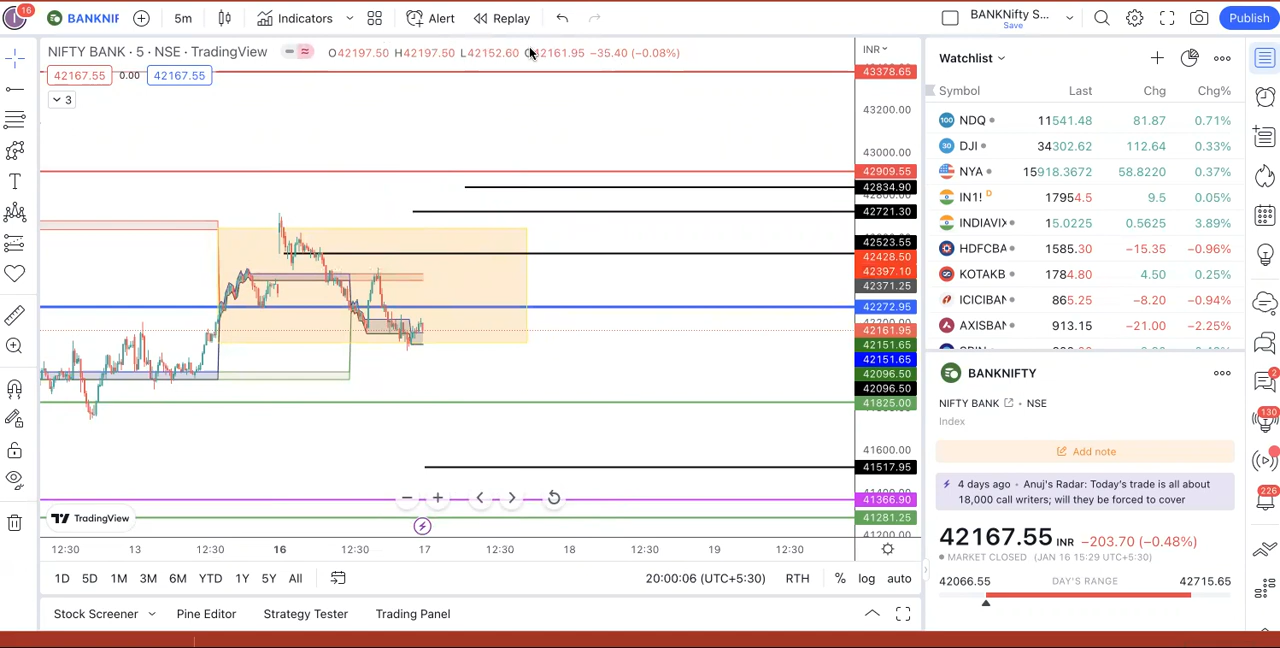 16
BANKNIF
5m
Indicators
Alert
Replay
BANKNifty S...
Save
Publish
NIFTY BANK · 5 · NSE · TradingView
O42197.50 H42197.50 L42152.60 42161.95 −35.40 (−0.08%)
42167.55
0.00
42167.55
3
INR
43378.65
43200.00
43000.00
42909.55
42834.90
42721.30
42523.55
42428.50
42397.10
42371.25
42272.95
42161.95
42151.65
42151.65
42096.50
42096.50
41825.00
41600.00
41517.95
41366.90
41281.25
41200.00
TradingView
12:30
13
12:30
16
12:30
17
12:30
18
12:30
19
12:30
1D
5D
1M
3M
6M
YTD
1Y
5Y
All
20:00:06 (UTC+5:30)
RTH
%
log
auto
Stock Screener
Pine Editor
Strategy Tester
Trading Panel
Watchlist
Symbol Last Chg Chg%
NDQ 11541.48 81.87 0.71%
DJI 34302.62 112.64 0.33%
NYA 15918.3672 58.8220 0.37%
IN1! D 17954.5 9.5 0.05%
INDIAVIX 15.0225 0.5625 3.89%
HDFCBA 1585.30 −15.35 −0.96%
KOTAKB 1784.80 4.50 0.25%
ICICIBAN 865.25 −8.20 −0.94%
AXISBAN 913.15 −21.00 −2.25%
BANKNIFTY
NIFTY BANK · NSE
Index
Add note
4 days ago · Anuj's Radar: Today's trade is all about
18,000 call writers; will they be forced to cover
42167.55 INR −203.70 (−0.48%)
MARKET CLOSED (JAN 16 15:29 UTC+5:30)
42066.55 DAY'S RANGE 42715.65
100
30
2
130
226